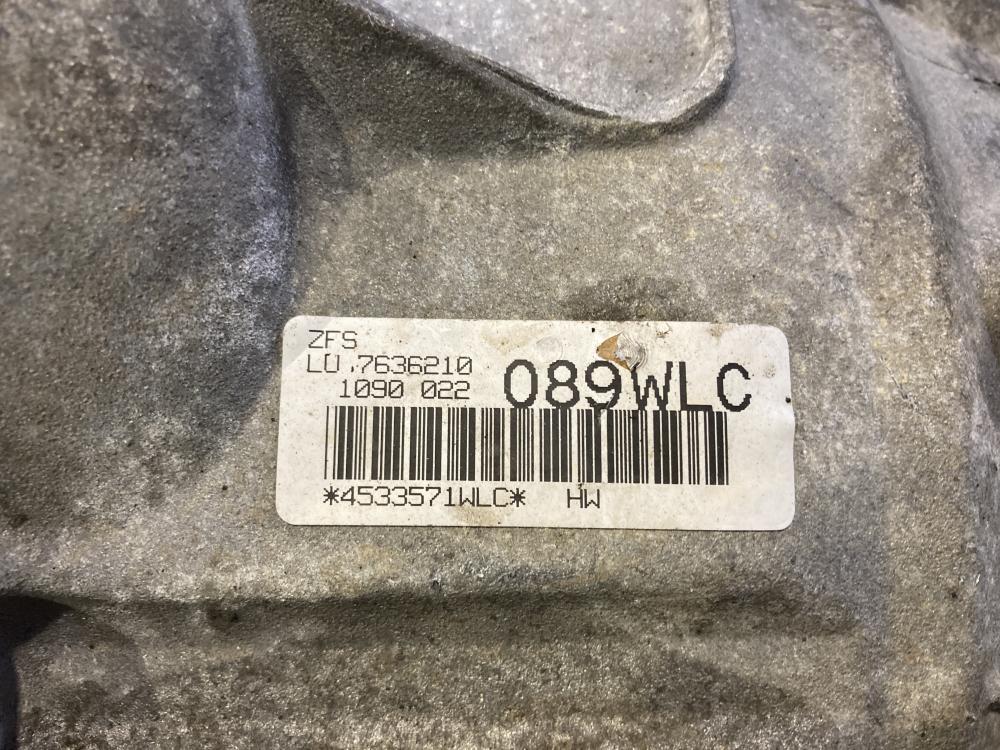 ZFS
LU.7636210
1090 022
089WLC
*4533571WLC* HW